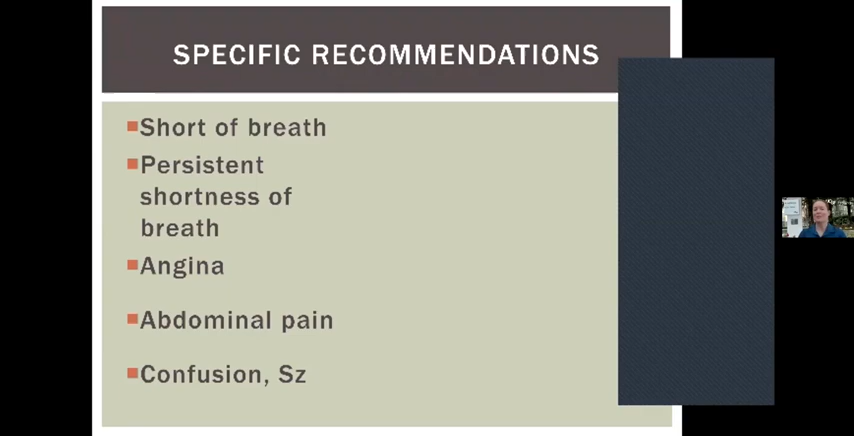 SPECIFIC RECOMMENDATIONS
Short of breath
Persistent
shortness of
breath
Angina
Abdominal pain
Confusion, Sz